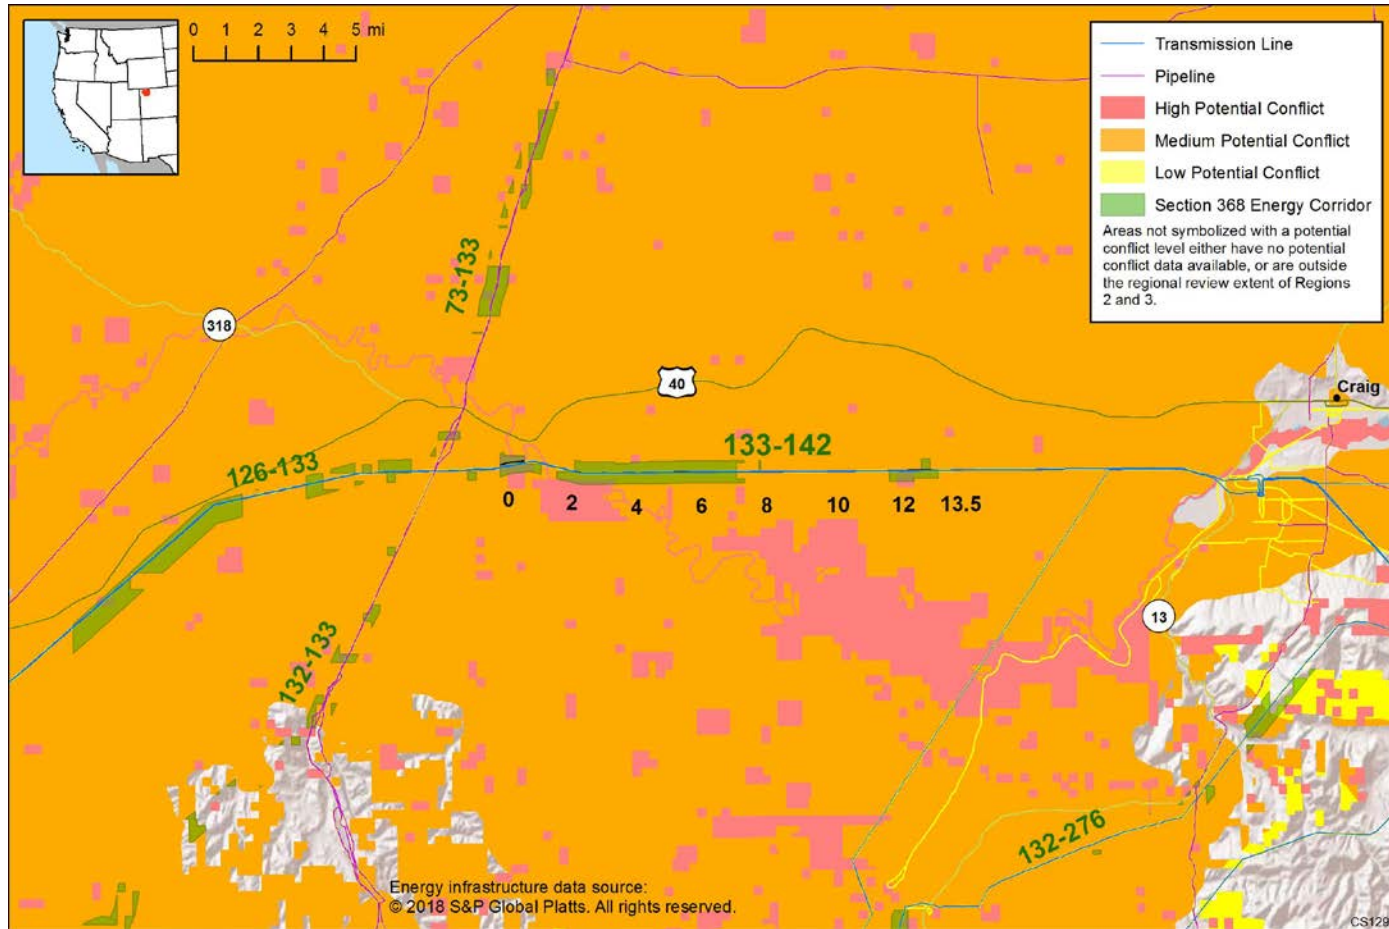 0 1 2 3 4 5 mi
Transmission Line
Pipeline
High Potential Conflict
Medium Potential Conflict
Low Potential Conflict
Section 368 Energy Corridor
Areas not symbolized with a potential
conflict level either have no potential
conflict data available, or are outside
the regional review extent of Regions
2 and 3.
73-133
318
40
Craig
133-142
126-133
0 2 4 6 8 10 12 13.5
13
132-133
132-276
Energy infrastructure data source:
© 2018 S&P Global Platts. All rights reserved.
CS129